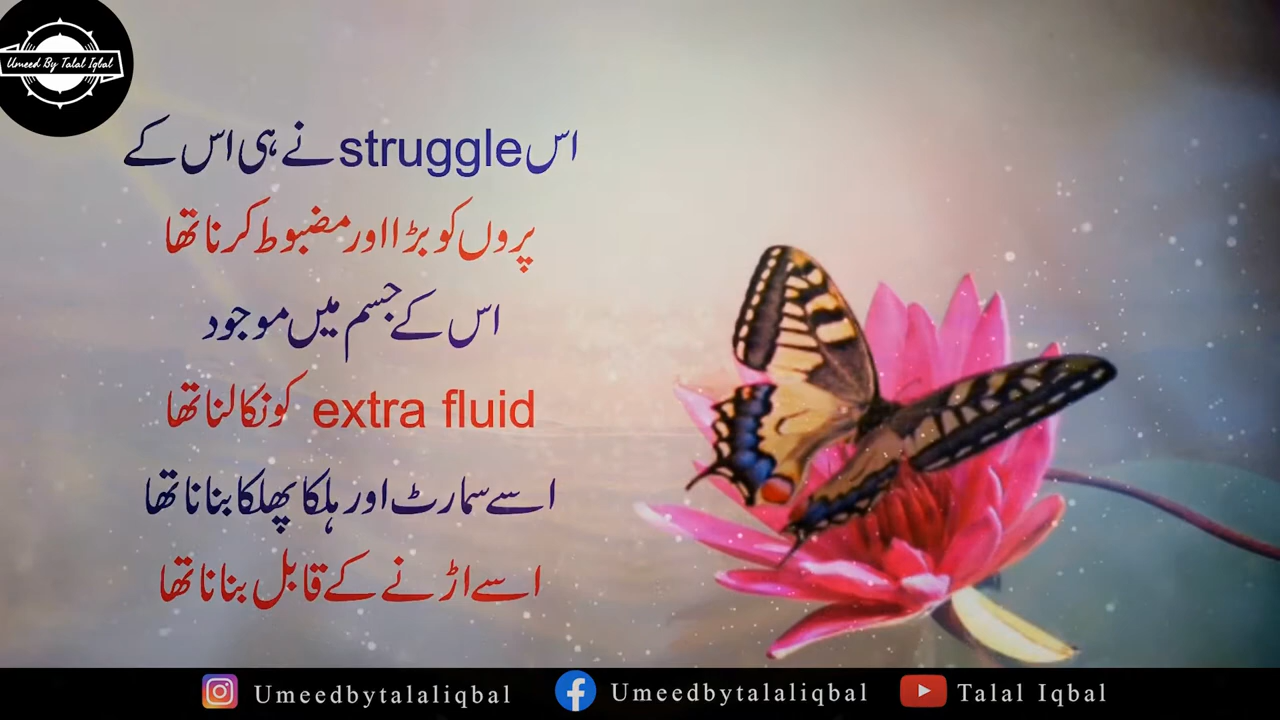 Umeed By Talal Iqbal
اس struggle نے ہی اس کے
پروں کو بڑا اور مضبوط کرنا تھا
اس کے جسم میں موجود
extra fluid کو نکالنا تھا
اسے سمارٹ اور ہلکا پھلکا بنانا تھا
اسے اڑنے کے قابل بنانا تھا
Umeedbytalaliqbal Umeedbytalaliqbal Talal Iqbal